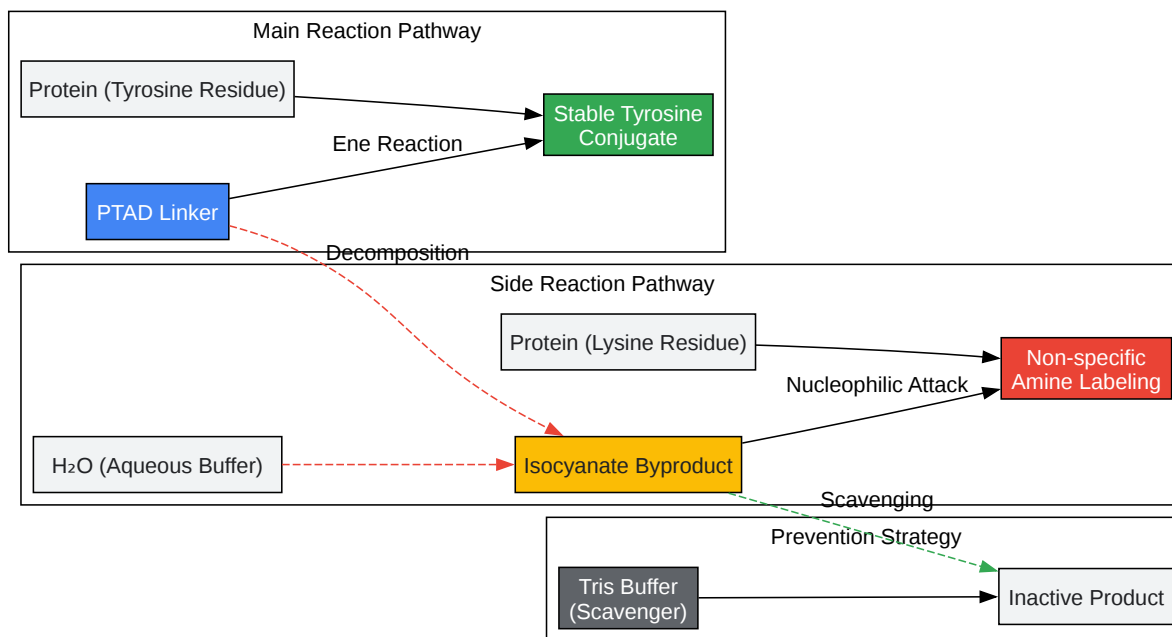 Main Reaction Pathway
Protein (Tyrosine Residue)
Stable Tyrosine
Conjugate
Ene Reaction
PTAD Linker
Decomposition
Side Reaction Pathway
Protein (Lysine Residue)
Non-specific
Amine Labeling
Nucleophilic Attack
H₂O (Aqueous Buffer)
Isocyanate Byproduct
Scavenging
Prevention Strategy
Tris Buffer
(Scavenger)
Inactive Product